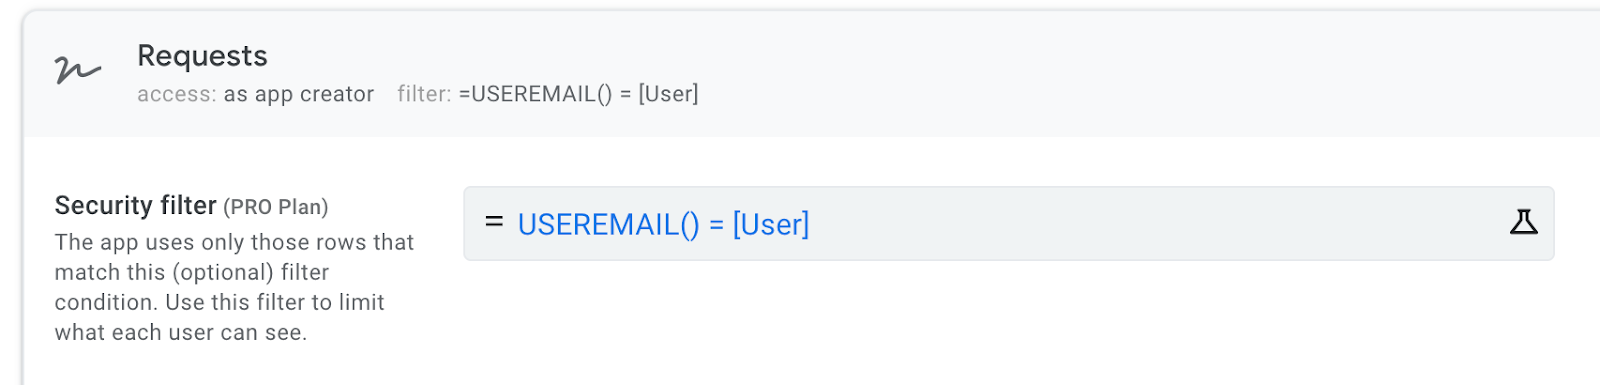 Requests
access: as app creator filter: =USEREMAIL() = [User]
Security filter (PRO Plan)
The app uses only those rows that
match this (optional) filter
condition. Use this filter to limit
what each user can see.
= USEREMAIL() = [User]